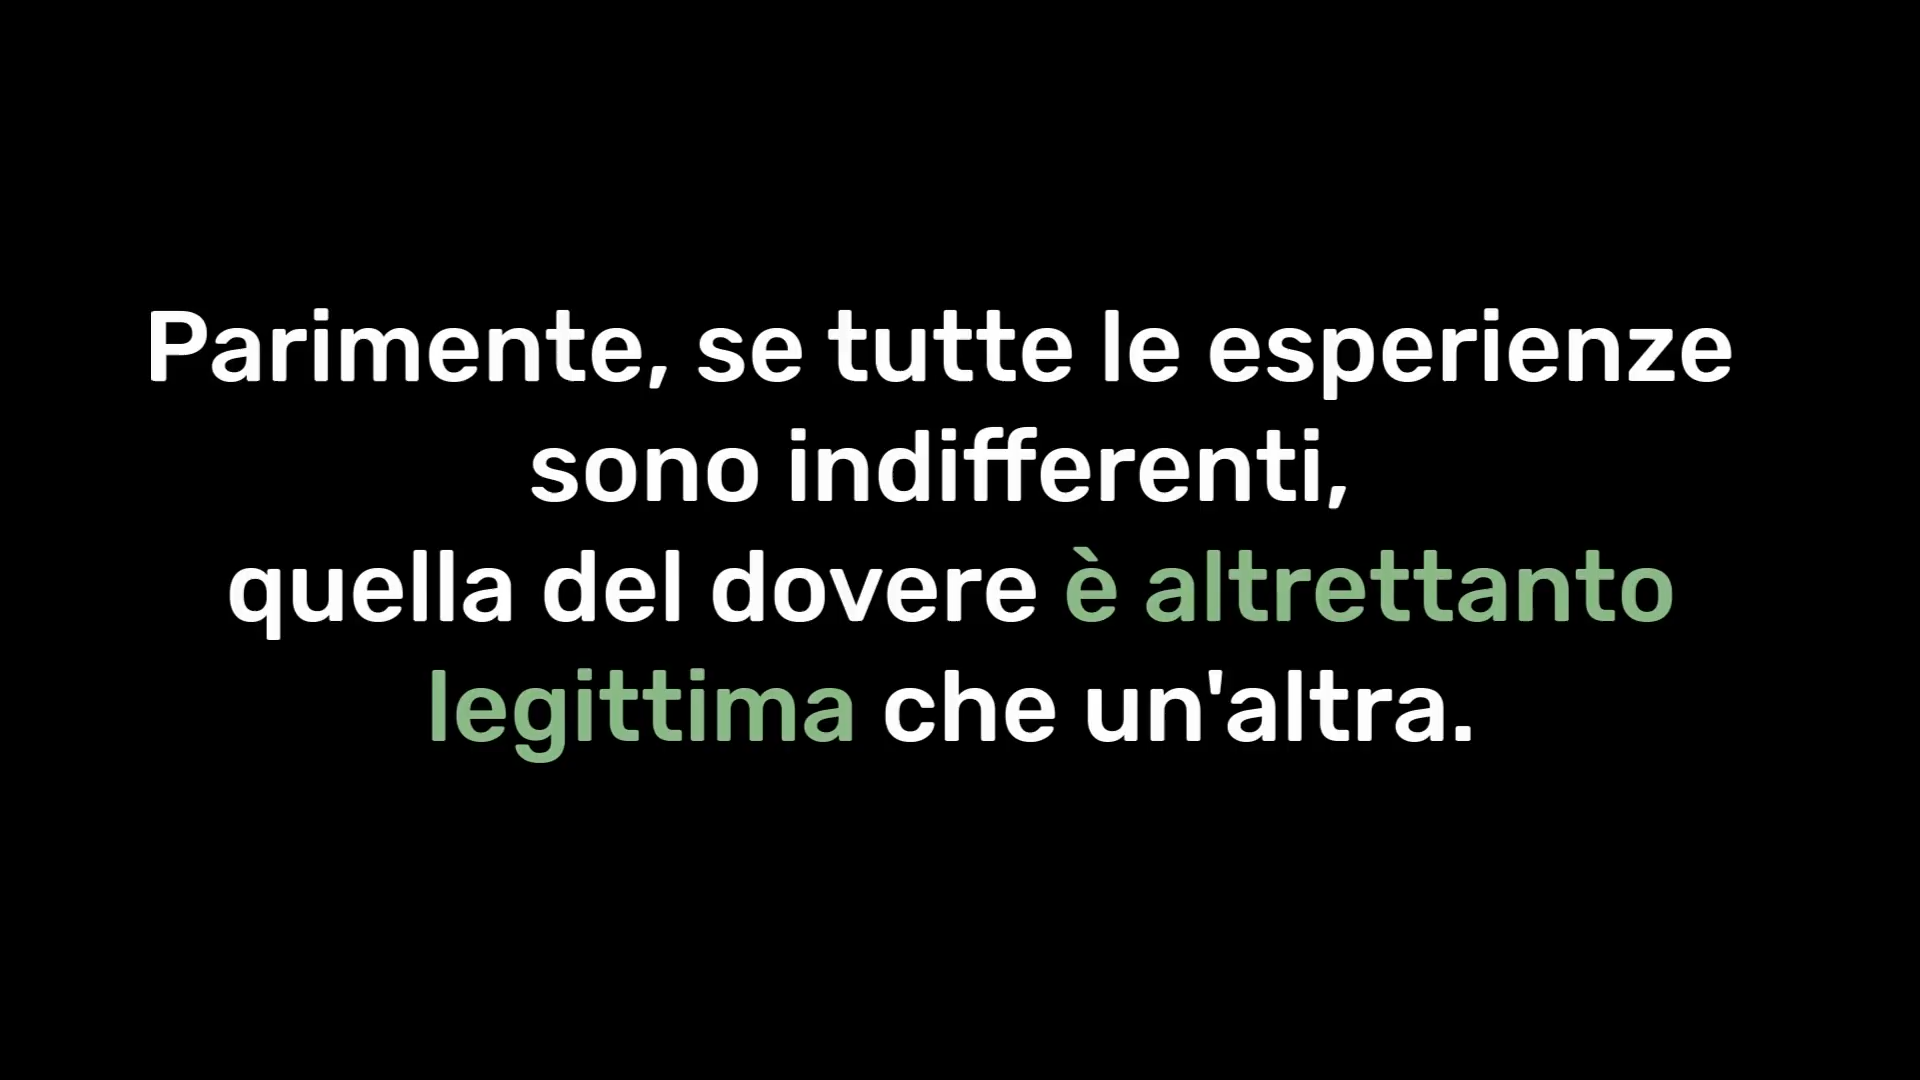 Parimente, se tutte le esperienze
sono indifferenti,
quella del dovere è altrettanto
legittima che un'altra.